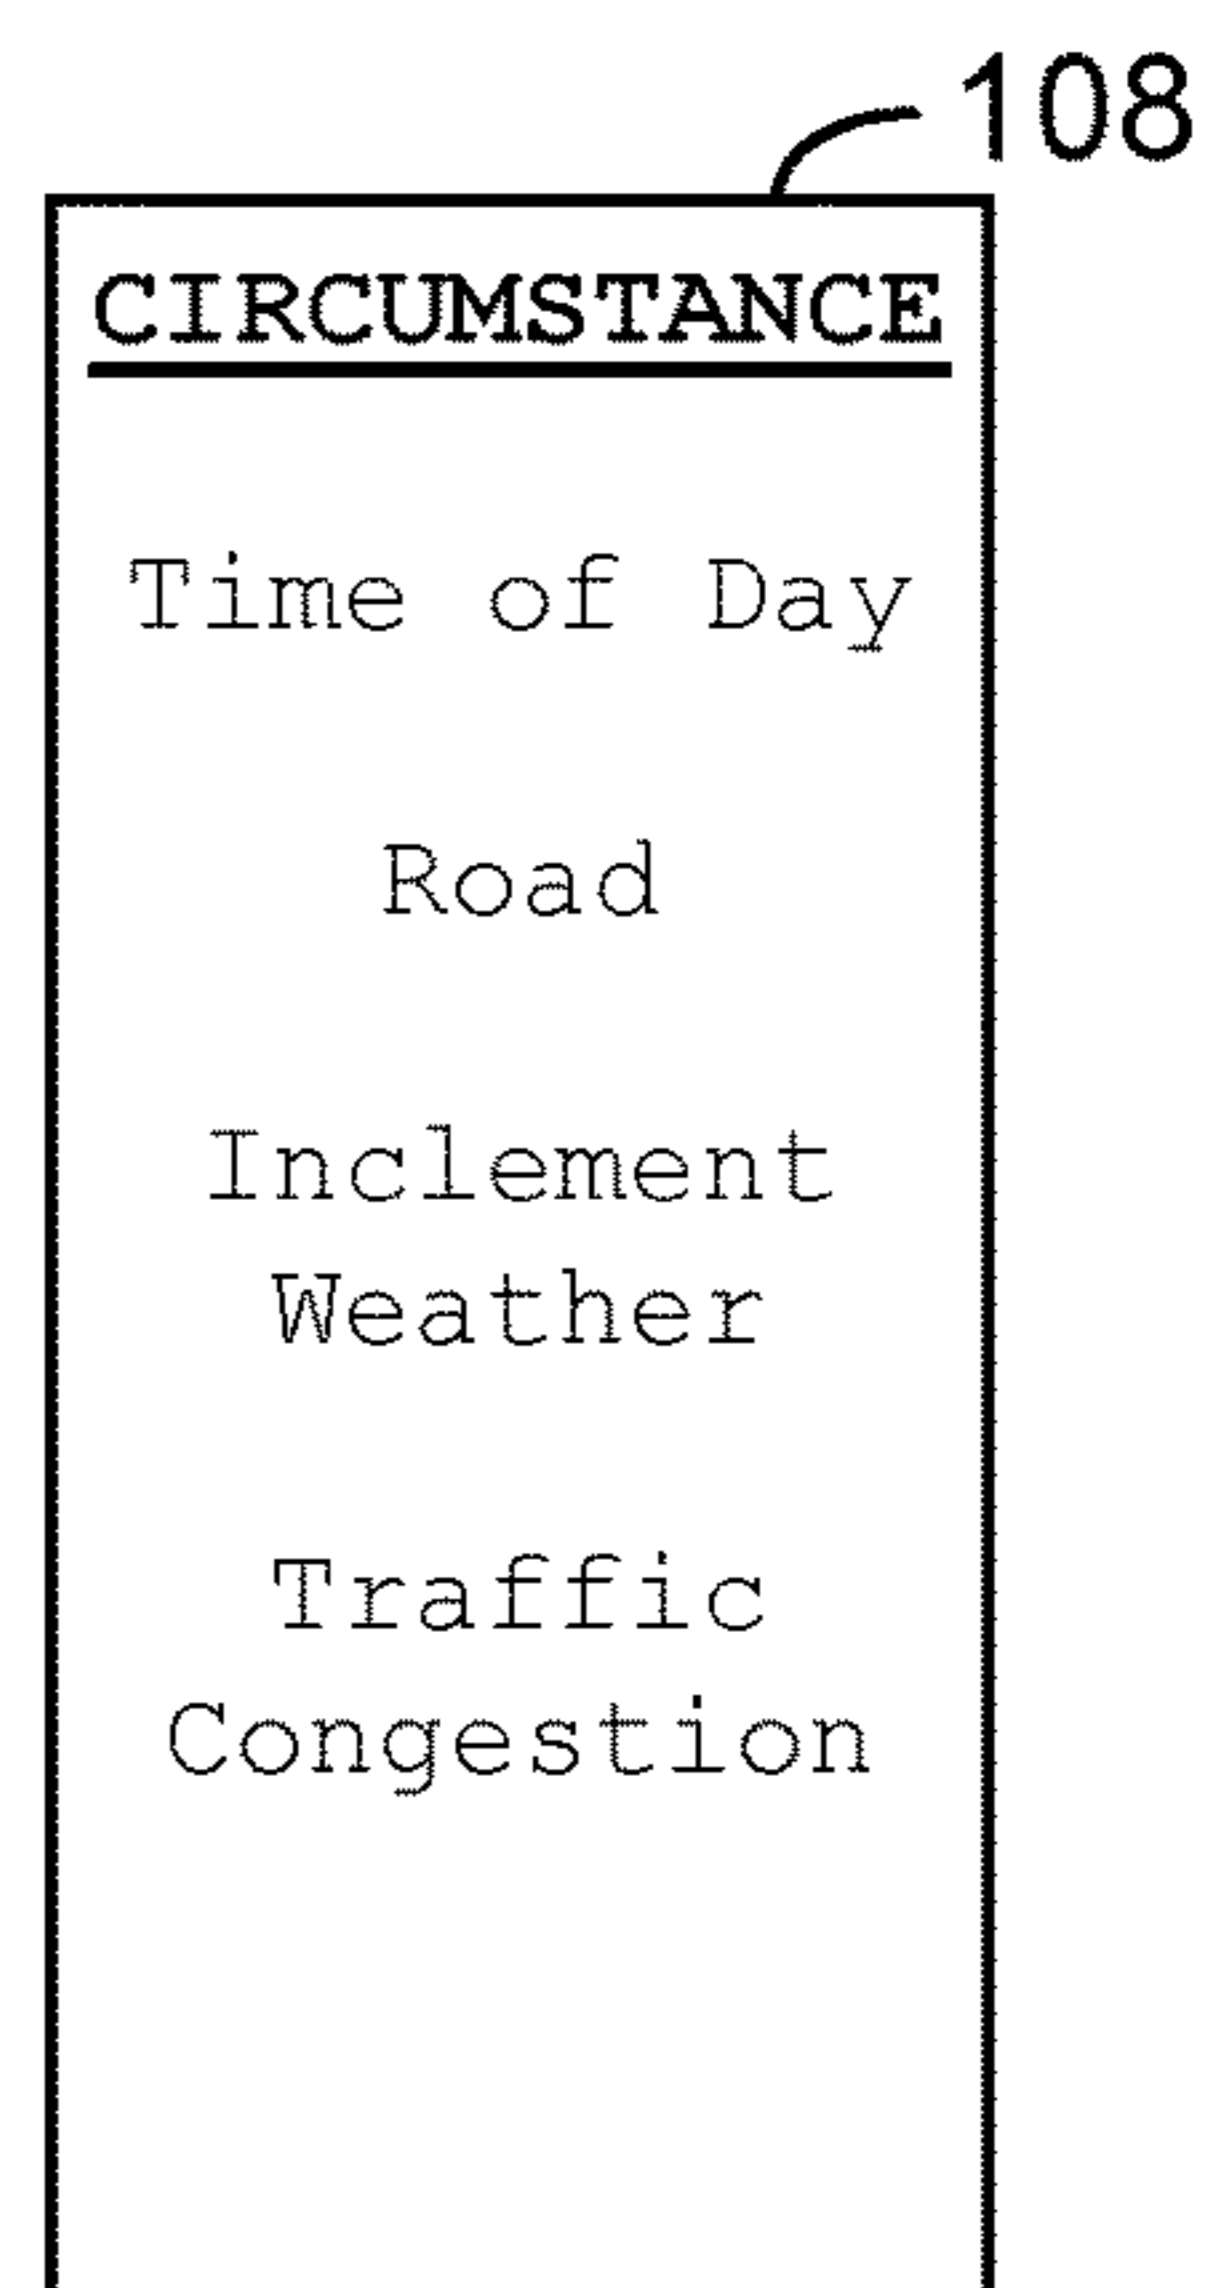 108
CIRCUMSTANCE
Time of Day
Road
Inclement
Weather
Traffic
Congestion